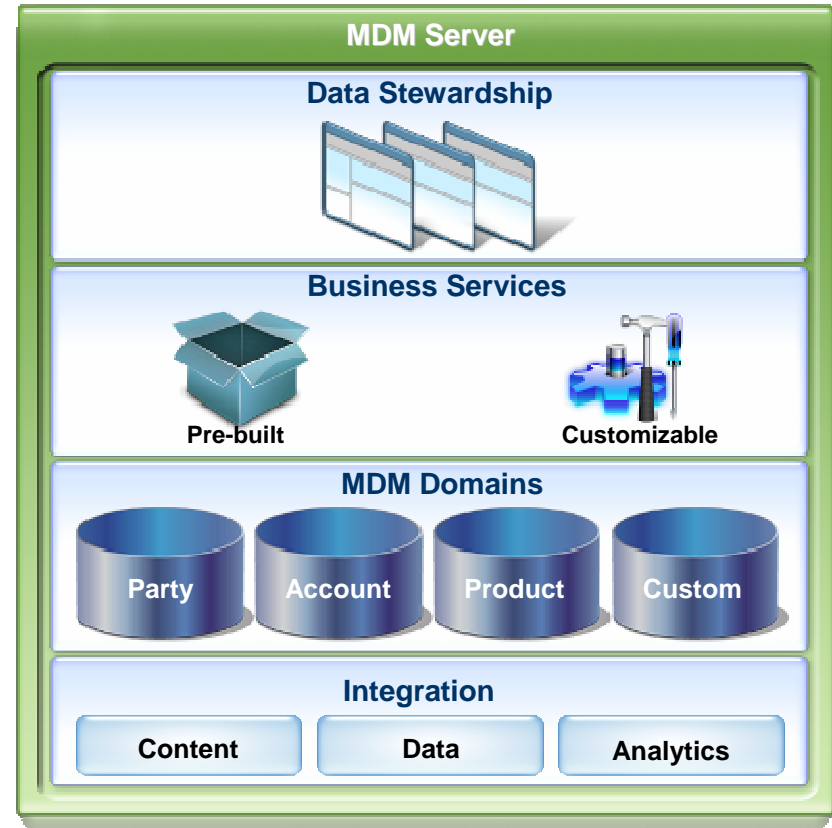 MDM Server
Data Stewardship
Business Services
Pre-built
Customizable
MDM Domains
Party
Account
Product
Custom
Integration
Content
Data
Analytics